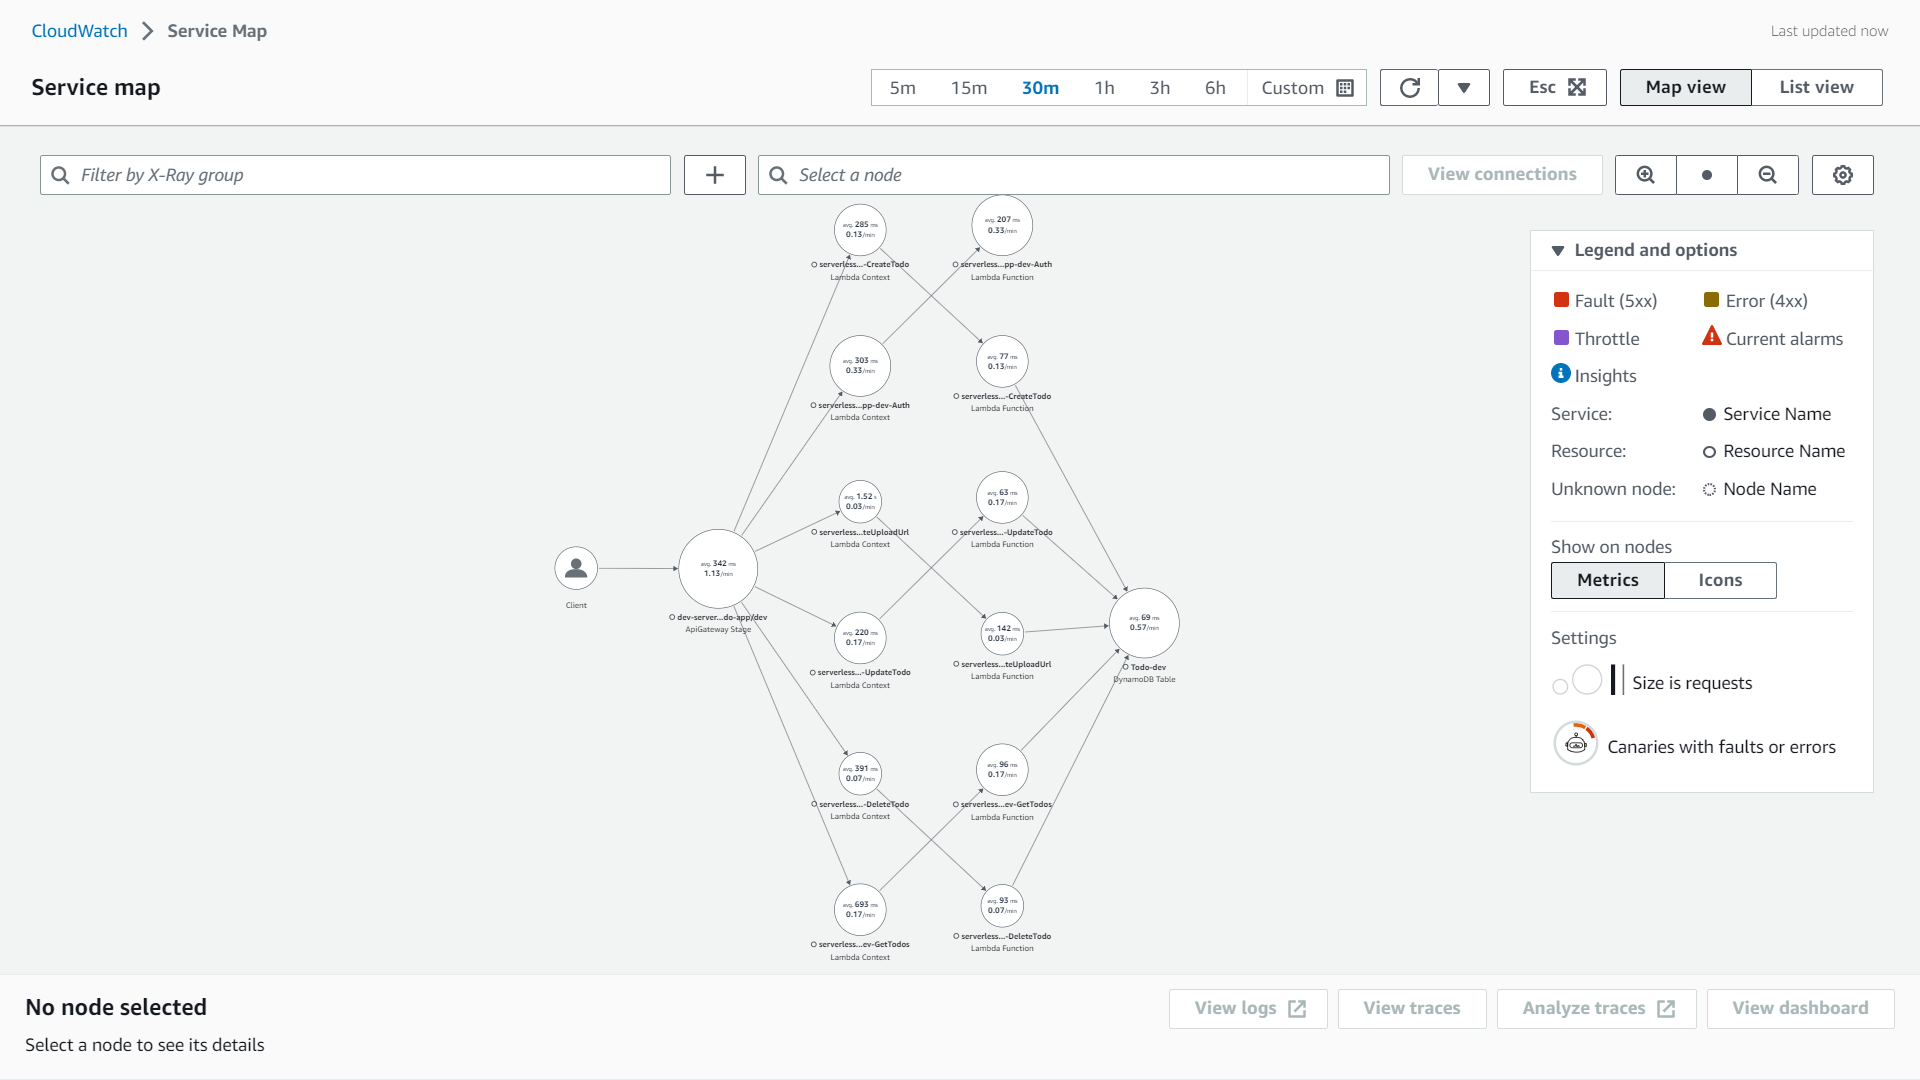 CloudWatch
Service Map
Last updated now
Service map
5m 15m 30m 1h 3h 6h Custom
Esc
Map view
List view
Filter by X-Ray group
Select a node
View connections
avg. 285 ms
0.13/min
serverless...-CreateTodo
Lambda Context
avg. 207 ms
0.33/min
serverless...pp-dev-Auth
Lambda Function
avg. 303 ms
0.33/min
serverless...pp-dev-Auth
Lambda Context
avg. 77 ms
0.13/min
serverless...-CreateTodo
Lambda Function
avg. 1.52 s
0.03/min
serverless...teUploadUrl
Lambda Context
avg. 63 ms
0.17/min
serverless...-UpdateTodo
Lambda Function
Client
avg. 342 ms
1.13/min
dev-server...do-app/dev
ApiGateway Stage
avg. 220 ms
0.17/min
serverless...-UpdateTodo
Lambda Context
avg. 142 ms
0.03/min
serverless...teUploadUrl
Lambda Function
avg. 69 ms
0.57/min
Todo-dev
DynamoDB Table
avg. 391 ms
0.07/min
serverless...-DeleteTodo
Lambda Context
avg. 96 ms
0.17/min
serverless...ev-GetTodos
Lambda Function
avg. 693 ms
0.17/min
serverless...ev-GetTodos
Lambda Context
avg. 93 ms
0.07/min
serverless...-DeleteTodo
Lambda Function
Legend and options
Fault (5xx)
Error (4xx)
Throttle
Current alarms
Insights
Service:
Service Name
Resource:
Resource Name
Unknown node:
Node Name
Show on nodes
Metrics
Icons
Settings
Size is requests
Canaries with faults or errors
No node selected
Select a node to see its details
View logs
View traces
Analyze traces
View dashboard